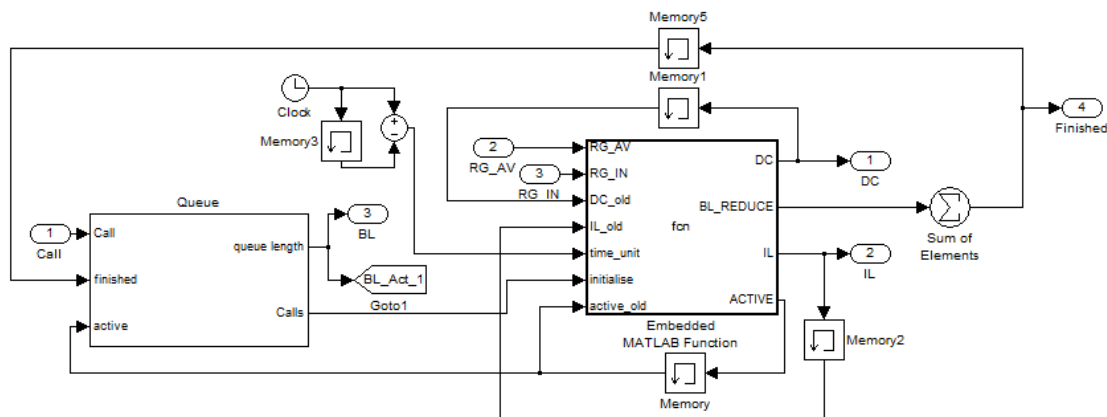 Memory5
Memory1
Clock
Memory3
+
−
4
Finished
2
RG_AV
3
RG_IN
RG_AV
RG_IN
DC_old
IL_old
time_unit
initialise
active_old
fcn
DC
BL_REDUCE
IL
ACTIVE
Embedded
MATLAB Function
1
DC
Σ
Sum of
Elements
2
IL
Queue
1
Call
Call
finished
active
queue length
Calls
3
BL
BL_Act_1
Goto1
Memory2
Memory